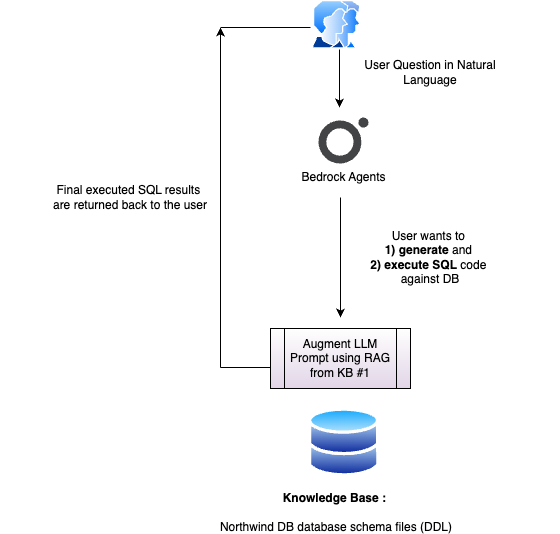 User Question in Natural
Language
Bedrock Agents
Final executed SQL results
are returned back to the user
User wants to
1) generate and
2) execute SQL code
against DB
Augment LLM
Prompt using RAG
from KB #1
Knowledge Base :
Northwind DB database schema files (DDL)